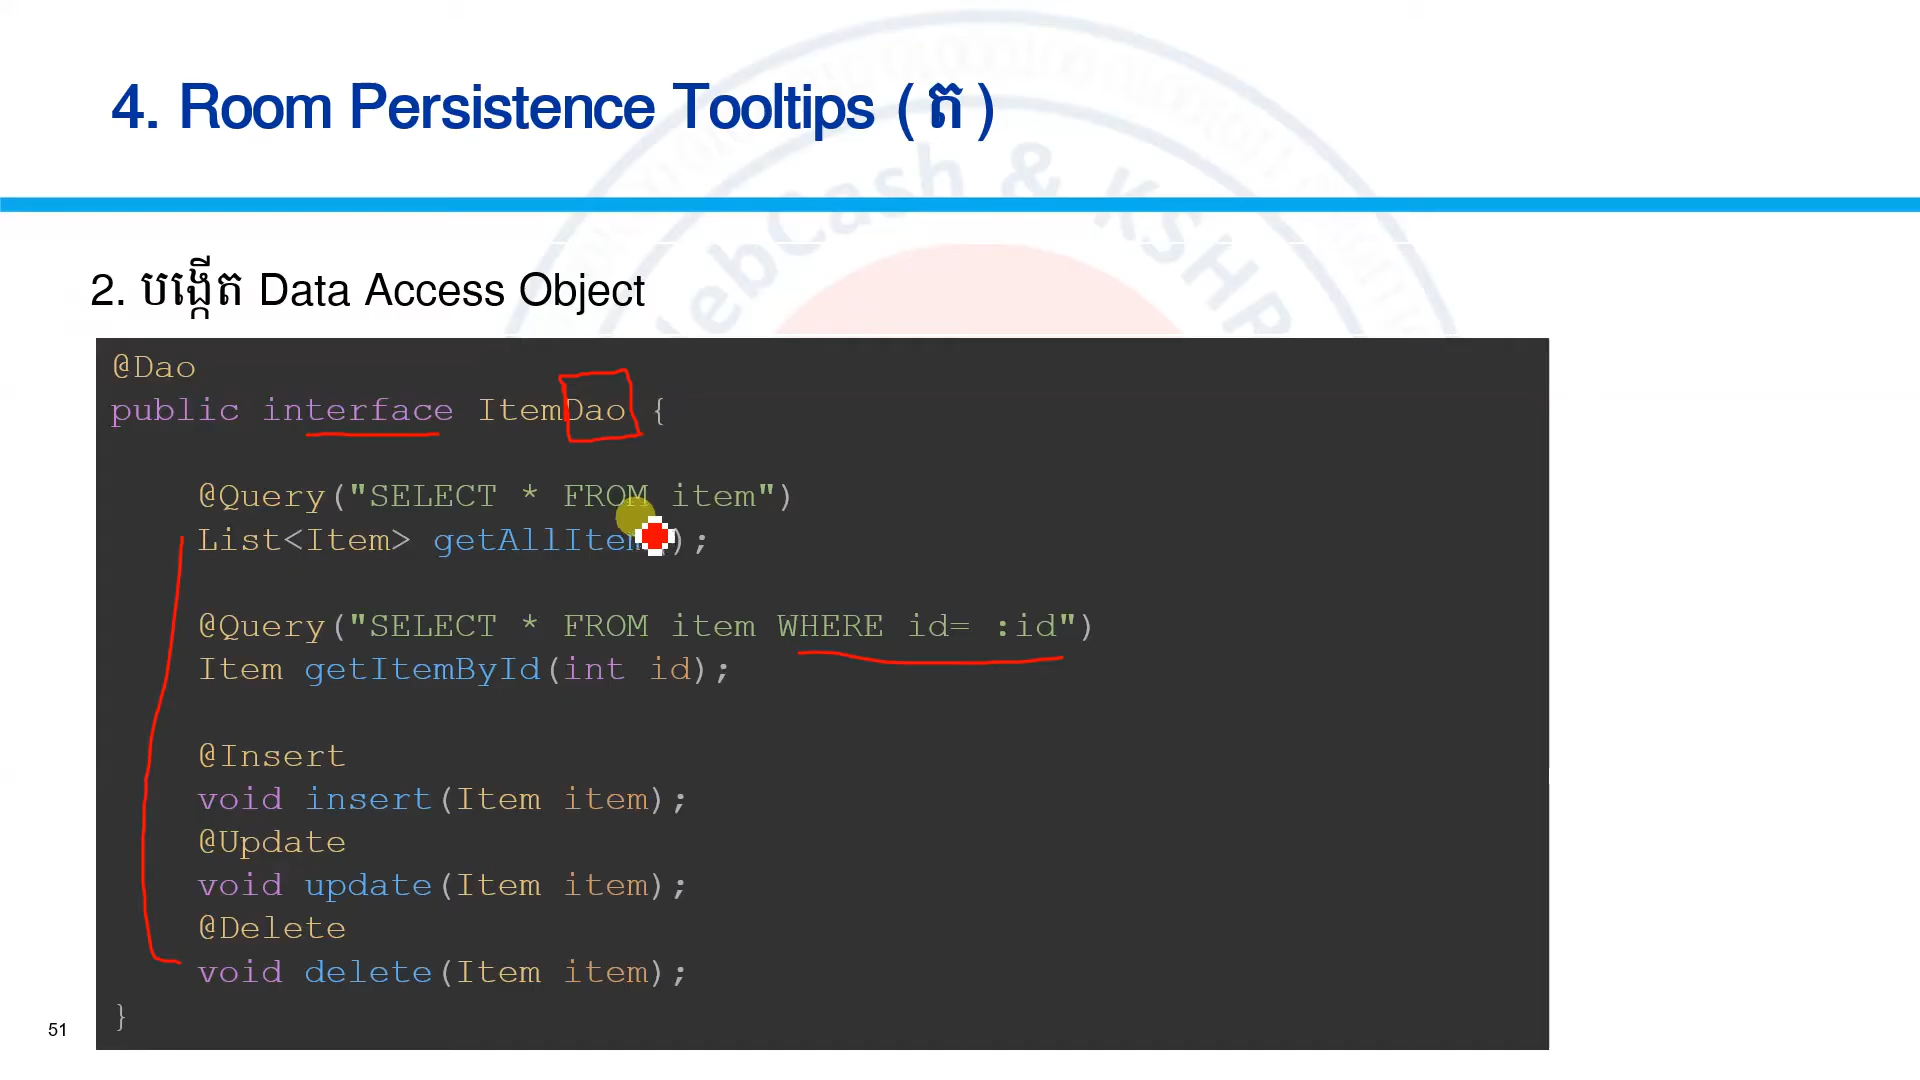 4. Room Persistence Tooltips (ត)
WebCash & KSHR
2. បង្កើត Data Access Object
@Dao
public interface ItemDao {
@Query("SELECT * FROM item")
List<Item> getAllItem();
@Query("SELECT * FROM item WHERE id= :id")
Item getItemById(int id);
@Insert
void insert(Item item);
@Update
void update(Item item);
@Delete
void delete(Item item);
}
51